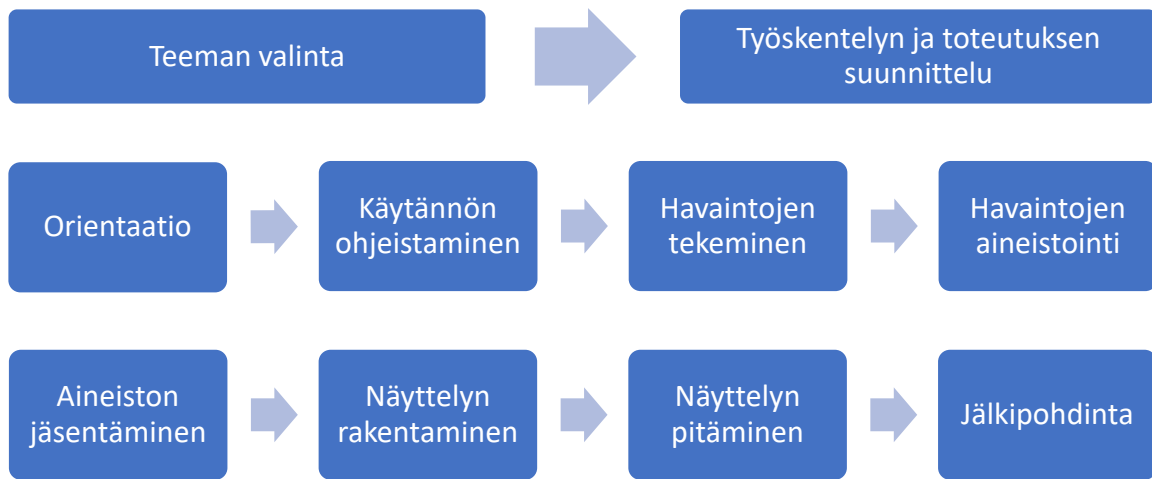 Teeman valinta
Työskentelyn ja toteutuksen
suunnittelu
Orientaatio
Käytännön
ohjeistaminen
Havaintojen
tekeminen
Havaintojen
aineistointi
Aineiston
jäsentäminen
Näyttelyn
rakentaminen
Näyttelyn
pitäminen
Jälkipohdinta